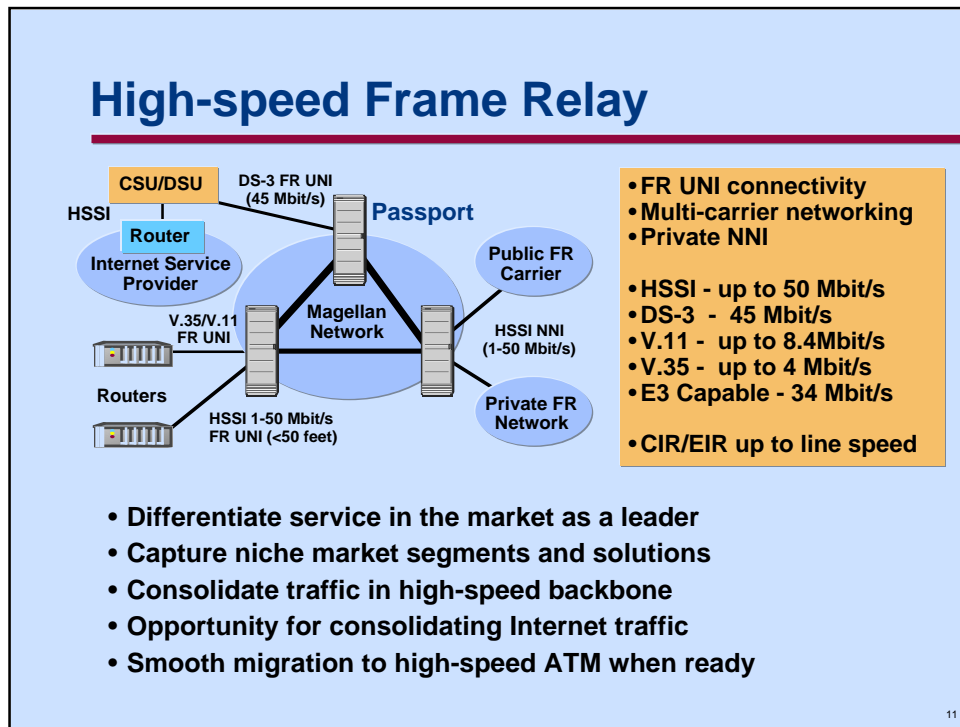 High-speed Frame Relay
CSU/DSU
DS-3 FR UNI
(45 Mbit/s)
HSSI
Router
Internet Service
Provider
Passport
Public FR
Carrier
Magellan
Network
V.35/V.11
FR UNI
HSSI NNI
(1-50 Mbit/s)
Routers
HSSI 1-50 Mbit/s
FR UNI (<50 feet)
Private FR
Network
•FR UNI connectivity
•Multi-carrier networking
•Private NNI
•HSSI - up to 50 Mbit/s
•DS-3 - 45 Mbit/s
•V.11 - up to 8.4Mbit/s
•V.35 - up to 4 Mbit/s
•E3 Capable - 34 Mbit/s
•CIR/EIR up to line speed
• Differentiate service in the market as a leader
• Capture niche market segments and solutions
• Consolidate traffic in high-speed backbone
• Opportunity for consolidating Internet traffic
• Smooth migration to high-speed ATM when ready
11